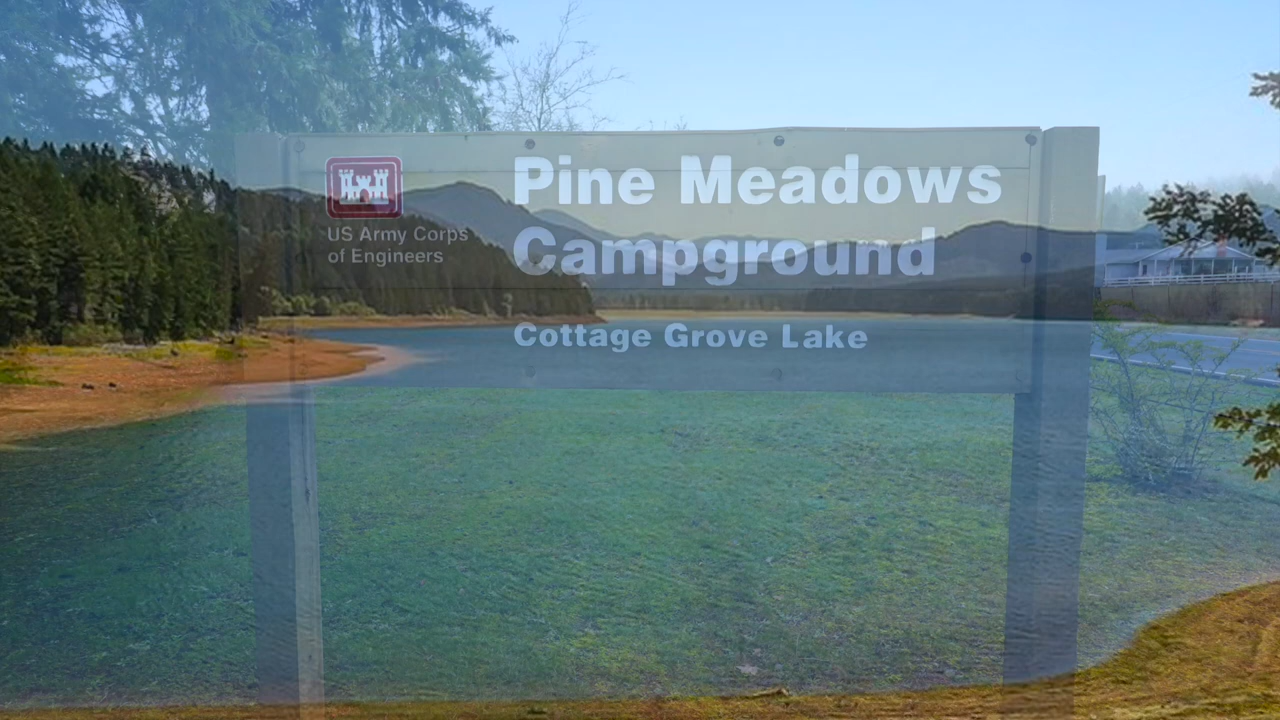 Pine Meadows
Campground
US Army Corps
of Engineers
Cottage Grove Lake